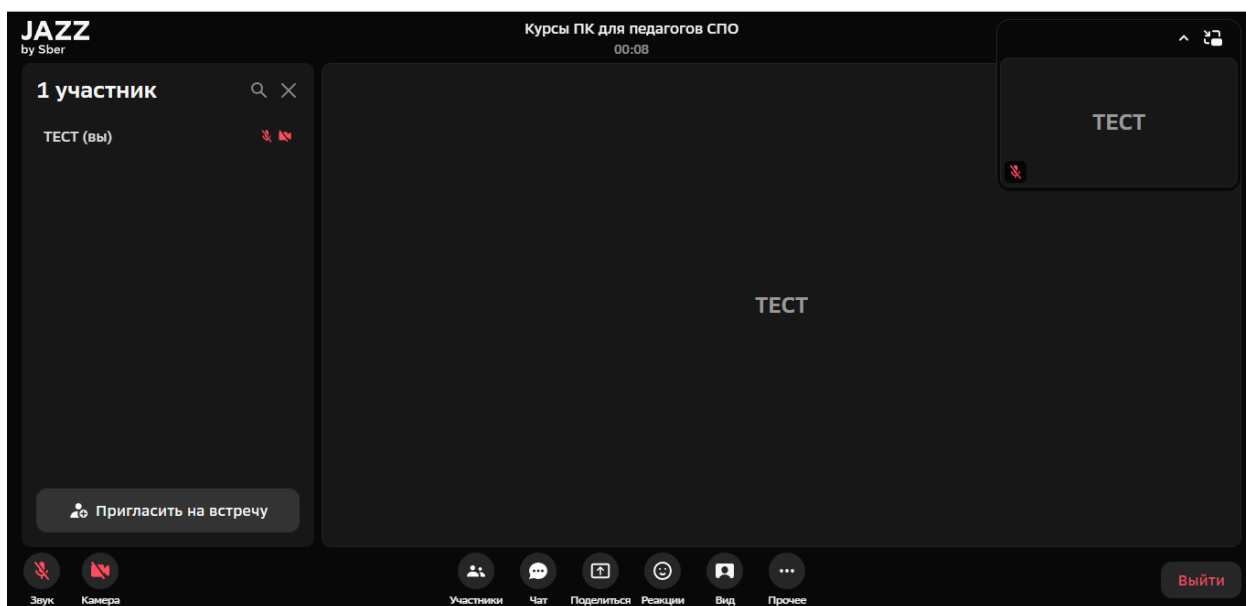 JAZZ
by Sber
Курсы ПК для педагогов СПО
00:08
1 участник
ТЕСТ (вы)
ТЕСТ
ТЕСТ
Пригласить на встречу
Звук
Камера
Участники
Чат
Поделиться
Реакции
Вид
Прочее
Выйти